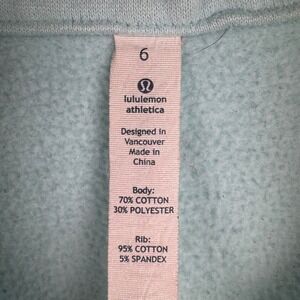 6
lululemon
athletica
Designed in
Vancouver
Made in
China
Body:
70% COTTON
30% POLYESTER
Rib:
95% COTTON
5% SPANDEX